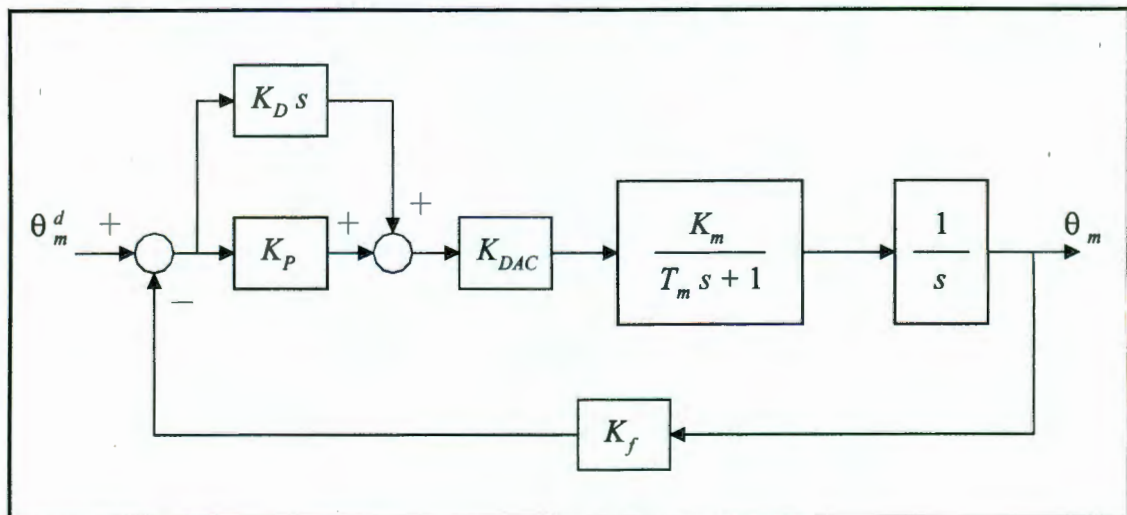 K_D s
θ_m^d
+
K_P
+
+
K_DAC
K_m
T_m s + 1
1
s
θ_m
−
K_f